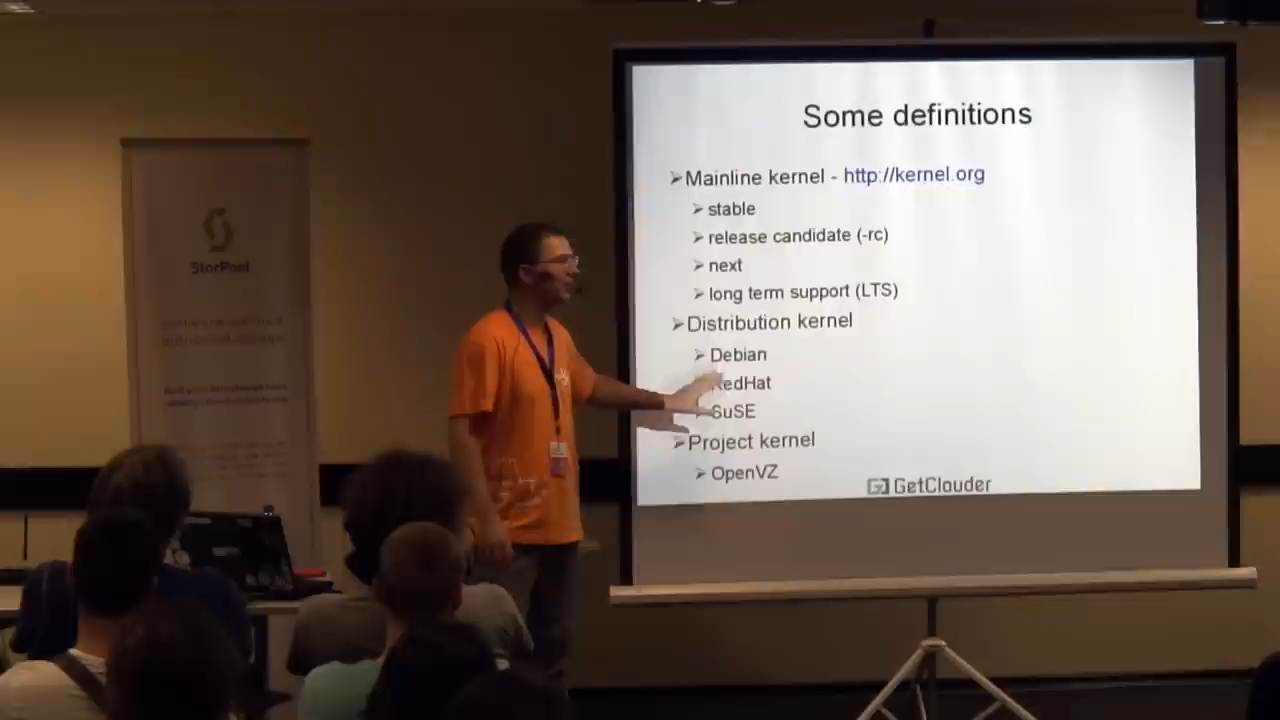 StorPool
Some definitions
Mainline kernel - http://kernel.org
stable
release candidate (-rc)
next
long term support (LTS)
Distribution kernel
Debian
RedHat
SuSE
Project kernel
OpenVZ
GetClouder